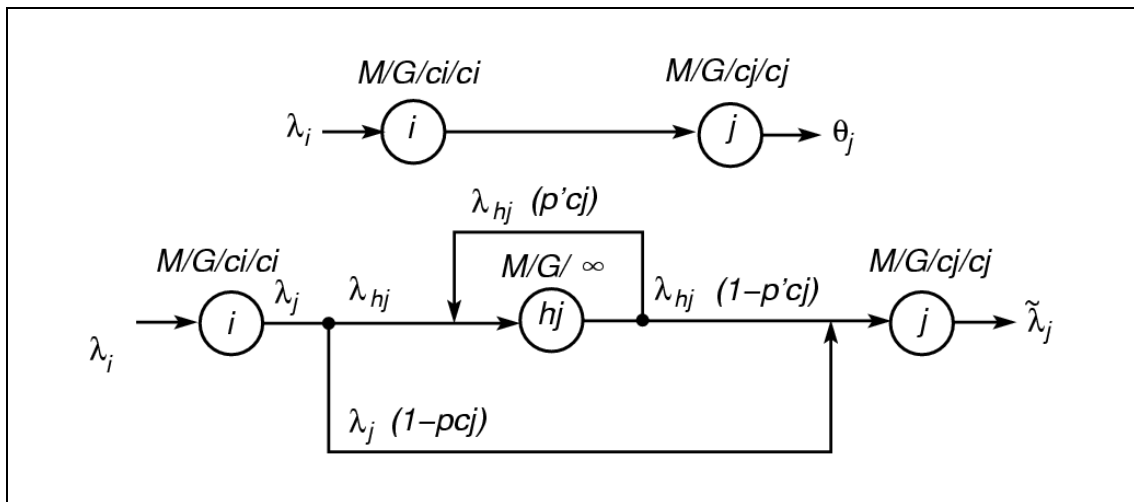 M/G/ci/ci M/G/cj/cj
λi i j θj
λhj (p'cj)
M/G/ci/ci M/G/ ∞ M/G/cj/cj
λj λhj λhj (1−p'cj)
λi i hj j λ̃j
λj (1−pcj)